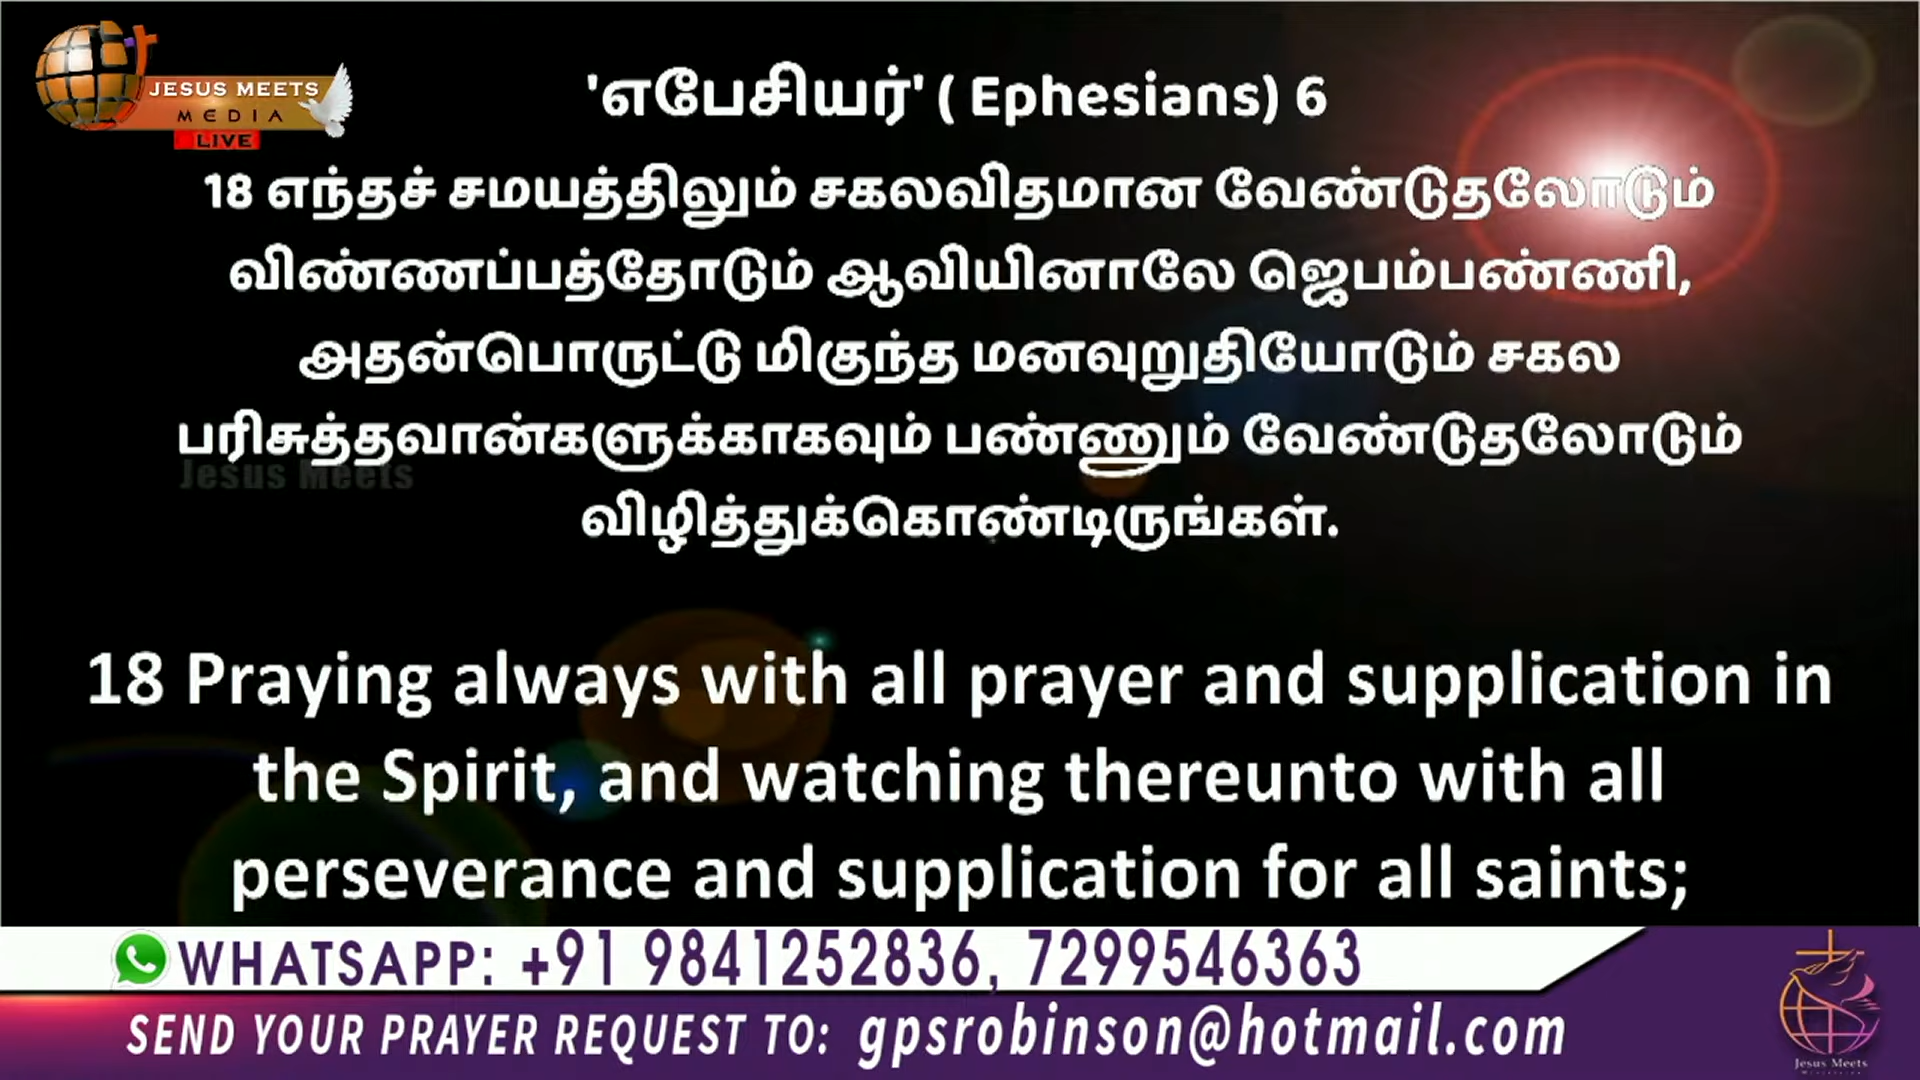 JESUS MEETS
MEDIA
LIVE
'எபேசியர்' ( Ephesians) 6
18 எந்தச் சமயத்திலும் சகலவிதமான வேண்டுதலோடும்
விண்ணப்பத்தோடும் ஆவியினாலே ஜெபம்பண்ணி,
அதன்பொருட்டு மிகுந்த மனவுறுதியோடும் சகல
பரிசுத்தவான்களுக்காகவும் பண்ணும் வேண்டுதலோடும்
Jesus Meets
விழித்துக்கொண்டிருங்கள்.
18 Praying always with all prayer and supplication in
the Spirit, and watching thereunto with all
perseverance and supplication for all saints;
WHATSAPP: +91 9841252836, 7299546363
SEND YOUR PRAYER REQUEST TO: gpsrobinson@hotmail.com
Jesus Meets